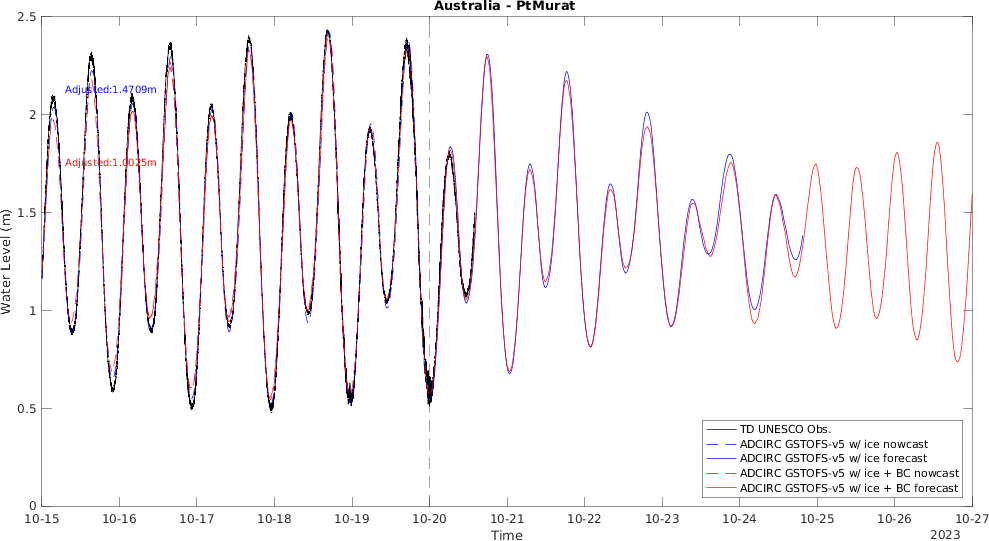 Australia - PtMurat
2.5
2
1.5
1
0.5
0
Water Level (m)
Adjusted:1.4709m
Adjusted:1.0025m
TD UNESCO Obs.
ADCIRC GSTOFS-v5 w/ ice nowcast
ADCIRC GSTOFS-v5 w/ ice forecast
ADCIRC GSTOFS-v5 w/ ice + BC nowcast
ADCIRC GSTOFS-v5 w/ ice + BC forecast
10-15 10-16 10-17 10-18 10-19 10-20 10-21 10-22 10-23 10-24 10-25 10-26 10-27
Time
2023